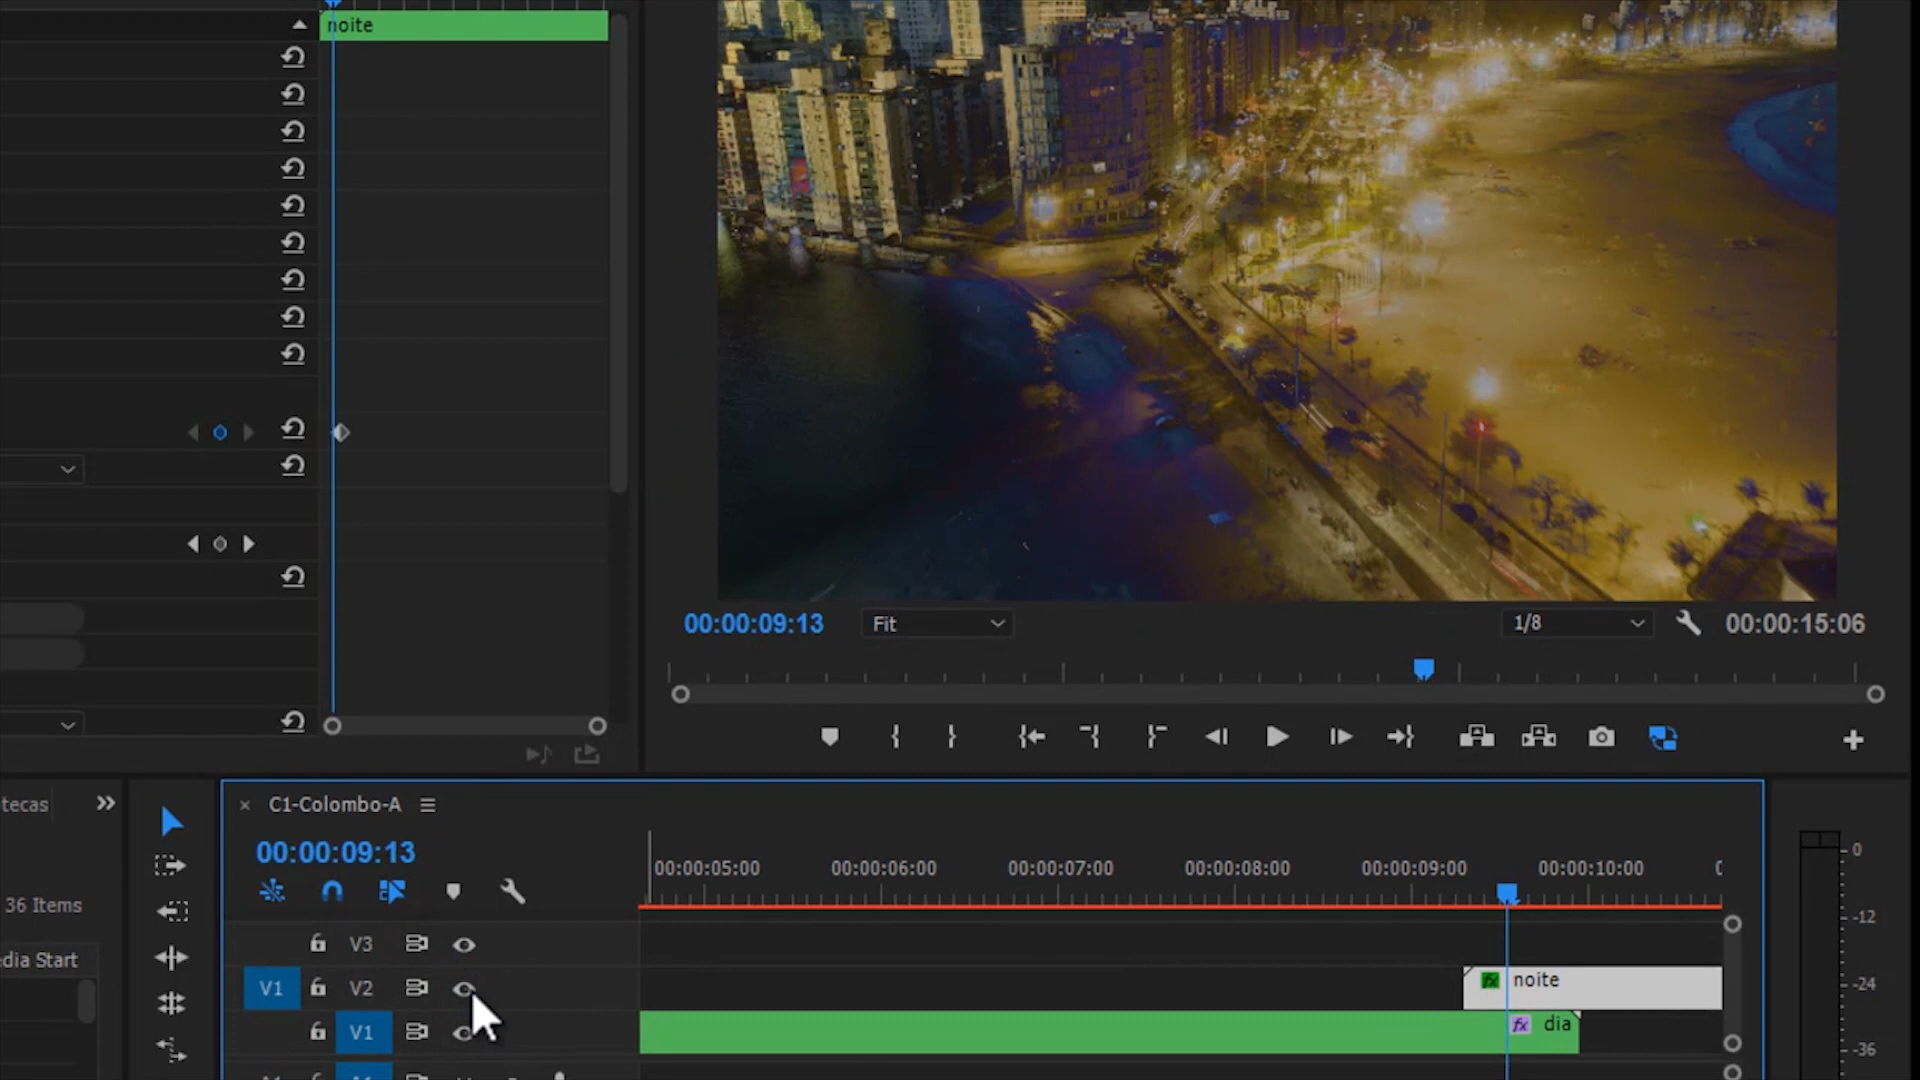 noite
00:00:09:13
Fit
1/8
00:00:15:06
tecas
C1-Colombo-A
00:00:09:13
00:00:05:00
00:00:06:00
00:00:07:00
00:00:08:00
00:00:09:00
00:00:10:00
0
36 Items
dia Start
V3
V1
V2
noite
V1
fx
dia
0
-12
-24
-36